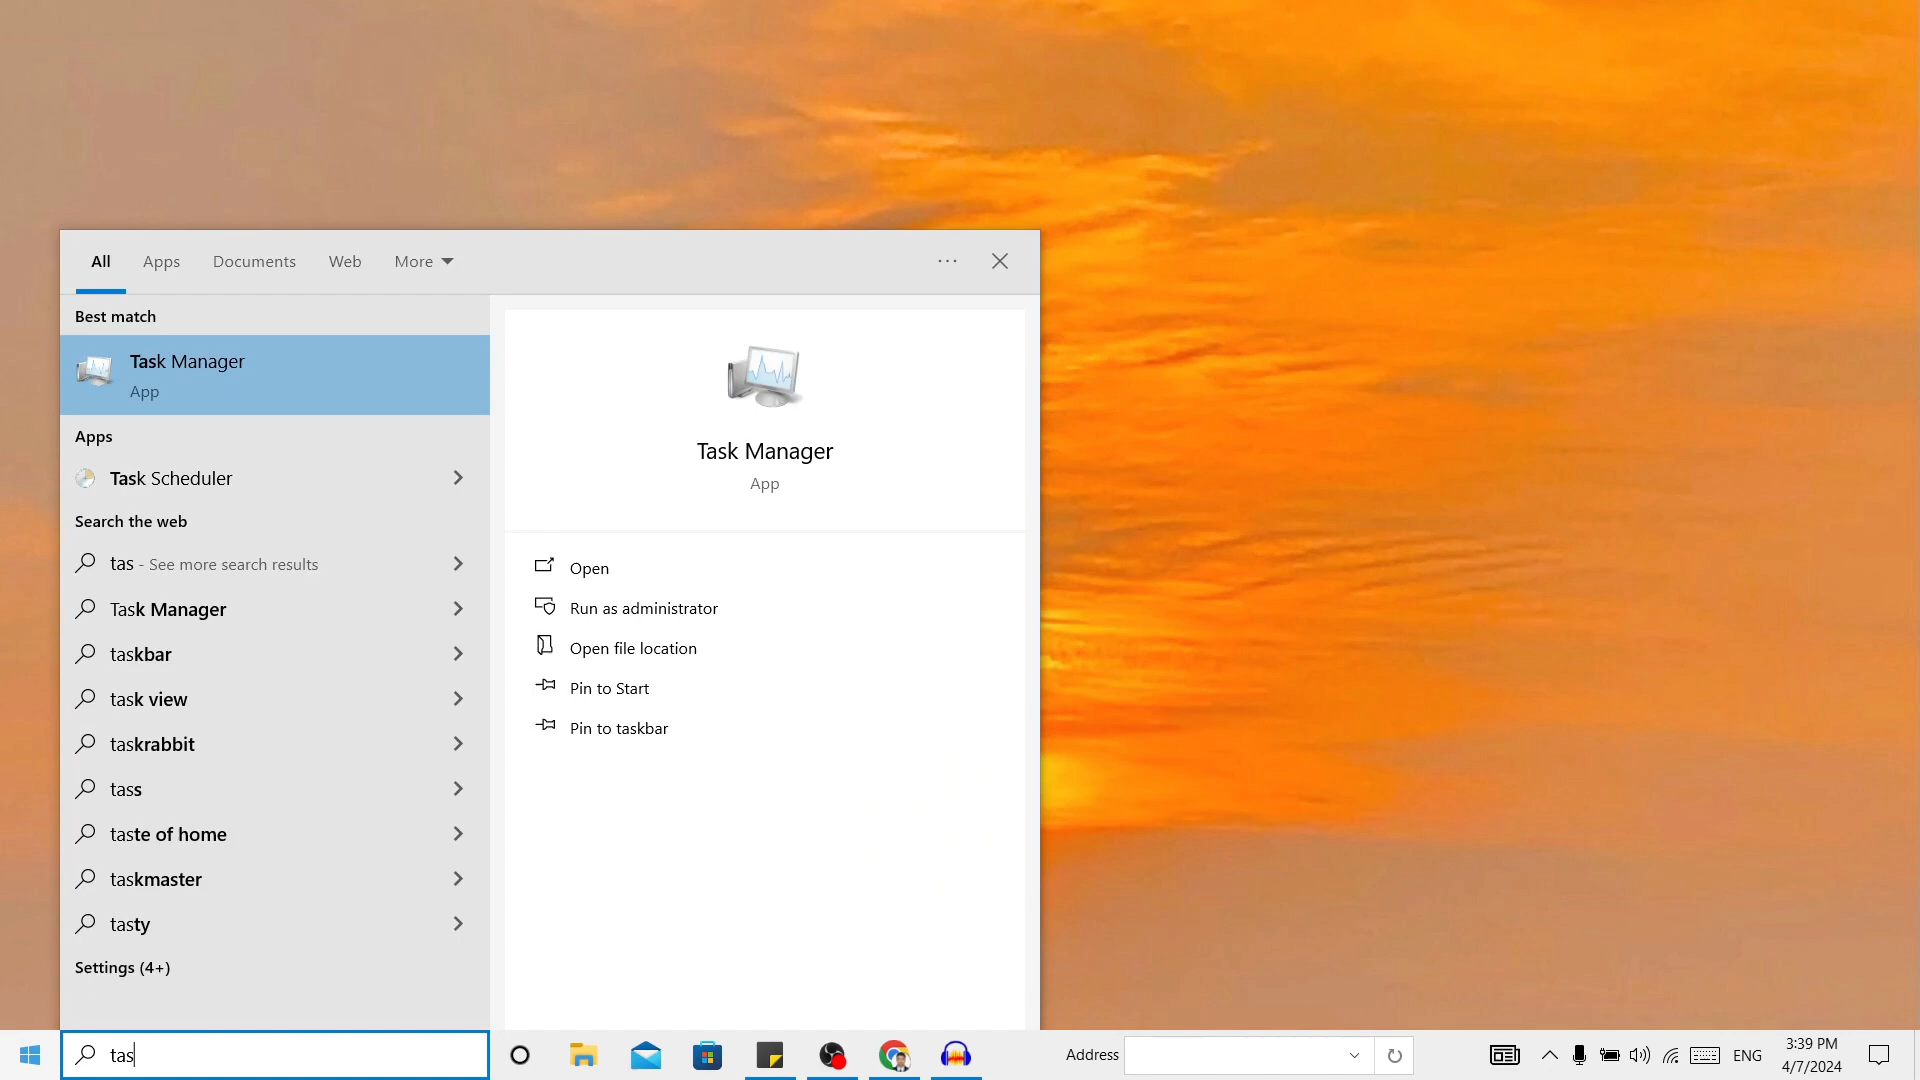 All Apps Documents Web More
Best match
Task Manager
App
Apps
Task Scheduler
Search the web
tas - See more search results
Task Manager
taskbar
task view
taskrabbit
tass
taste of home
taskmaster
tasty
Settings (4+)
Task Manager
App
Open
Run as administrator
Open file location
Pin to Start
Pin to taskbar
tas
Address
ENG
3:39 PM
4/7/2024